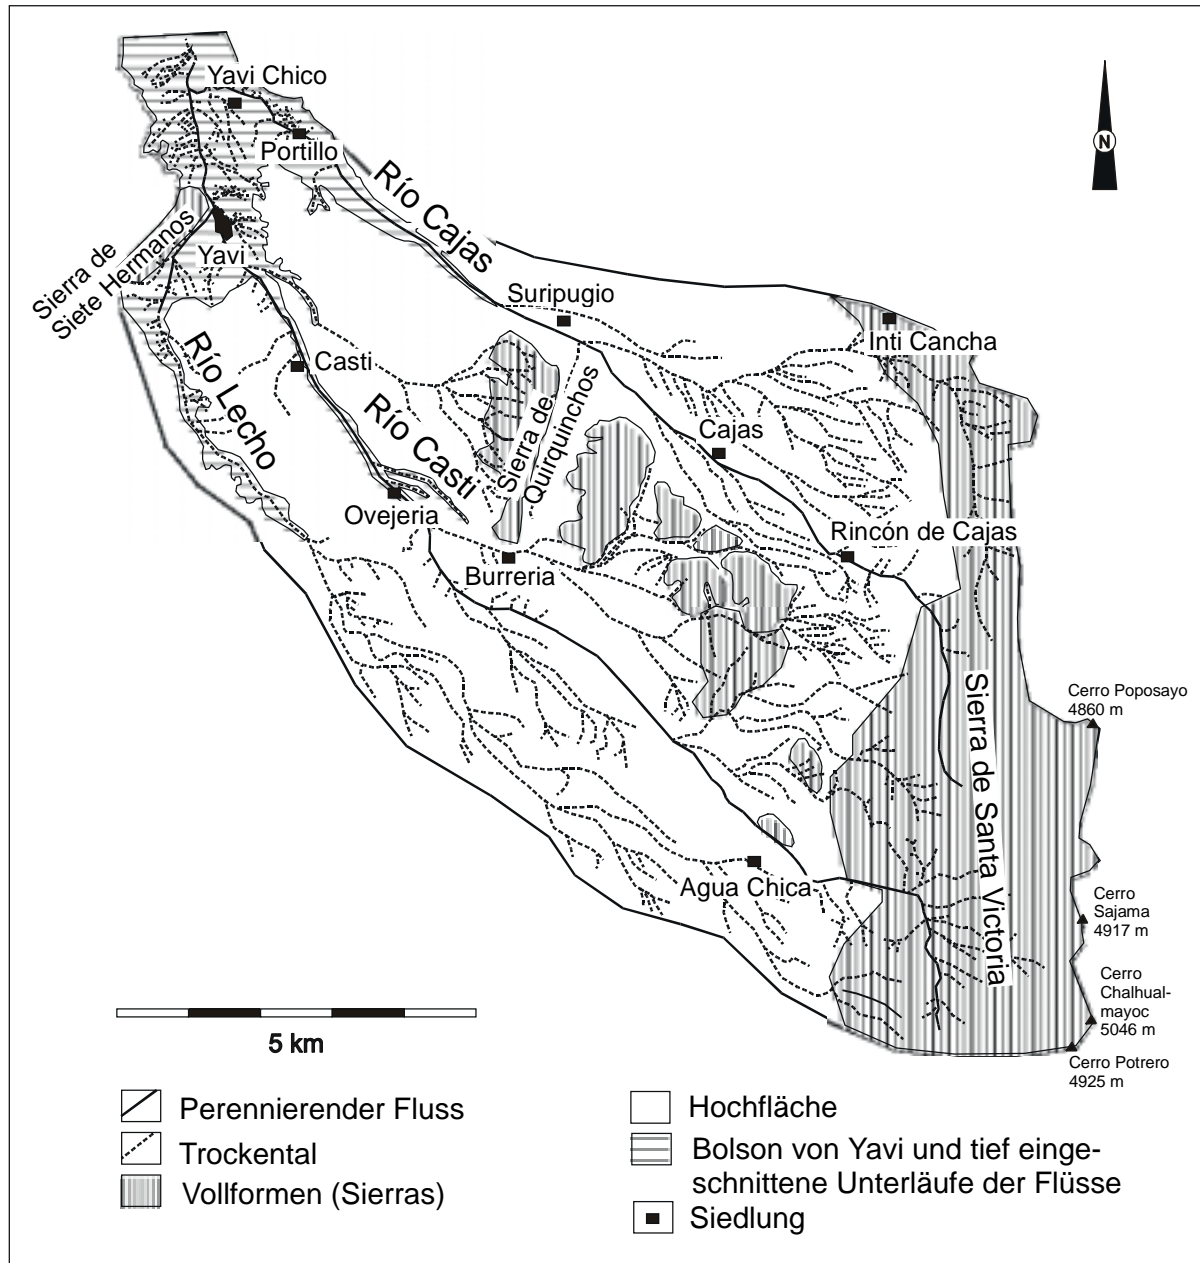 Yavi Chico
Portillo
N
Río Cajas
Sierra de
Siete Hermanos
Yavi
Suripugio
Inti Cancha
Río Lecho
Casti
Río Casti
Sierra de
Quirquinchos
Cajas
Ovejeria
Rincón de Cajas
Burreria
Sierra de Santa Victoria
Cerro Poposayo
4860 m
Agua Chica
Cerro
Sajama
4917 m
Cerro
Chalhual-
mayoc
5046 m
Cerro Potrero
4925 m
5 km
Perennierender Fluss
Trockental
Vollformen (Sierras)
Hochfläche
Bolson von Yavi und tief einge-
schnittene Unterläufe der Flüsse
Siedlung